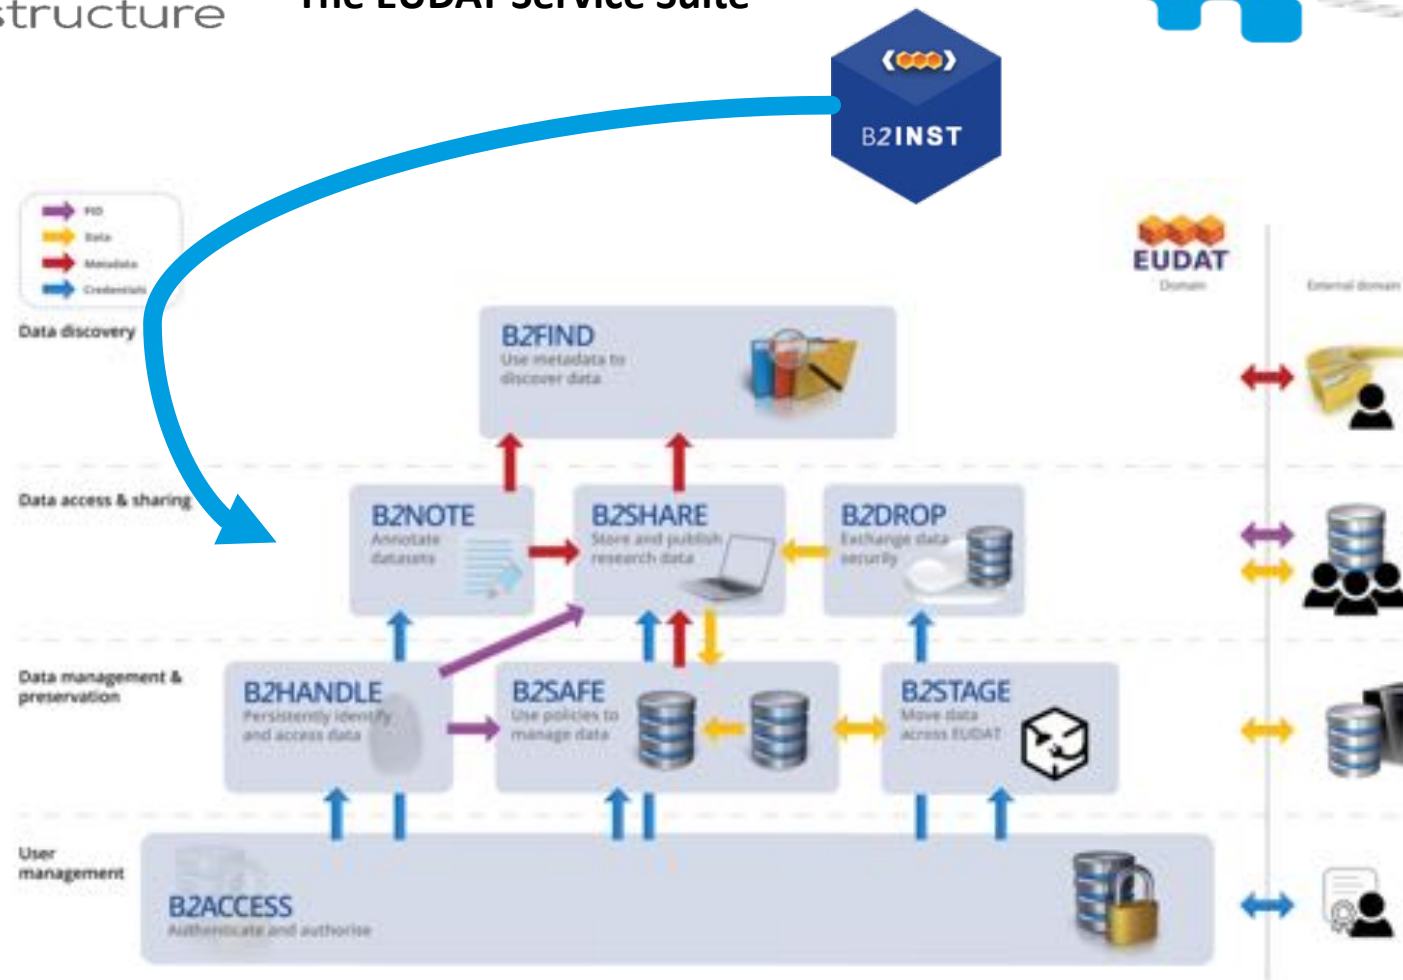 structure
The EUDAT Service Suite
B2INST
PID
Data
Metadata
Credentials
EUDAT
Domain
External domain
Data discovery
B2FIND
Use metadata to
discover data
Data access & sharing
B2NOTE
Annotate
datasets
B2SHARE
Store and publish
research data
B2DROP
Exchange data
security
Data management &
preservation
B2HANDLE
Persistently identify
and access data
B2SAFE
Use policies to
manage data
B2STAGE
Move data
across EUDAT
User
management
B2ACCESS
Authenticate and authorise